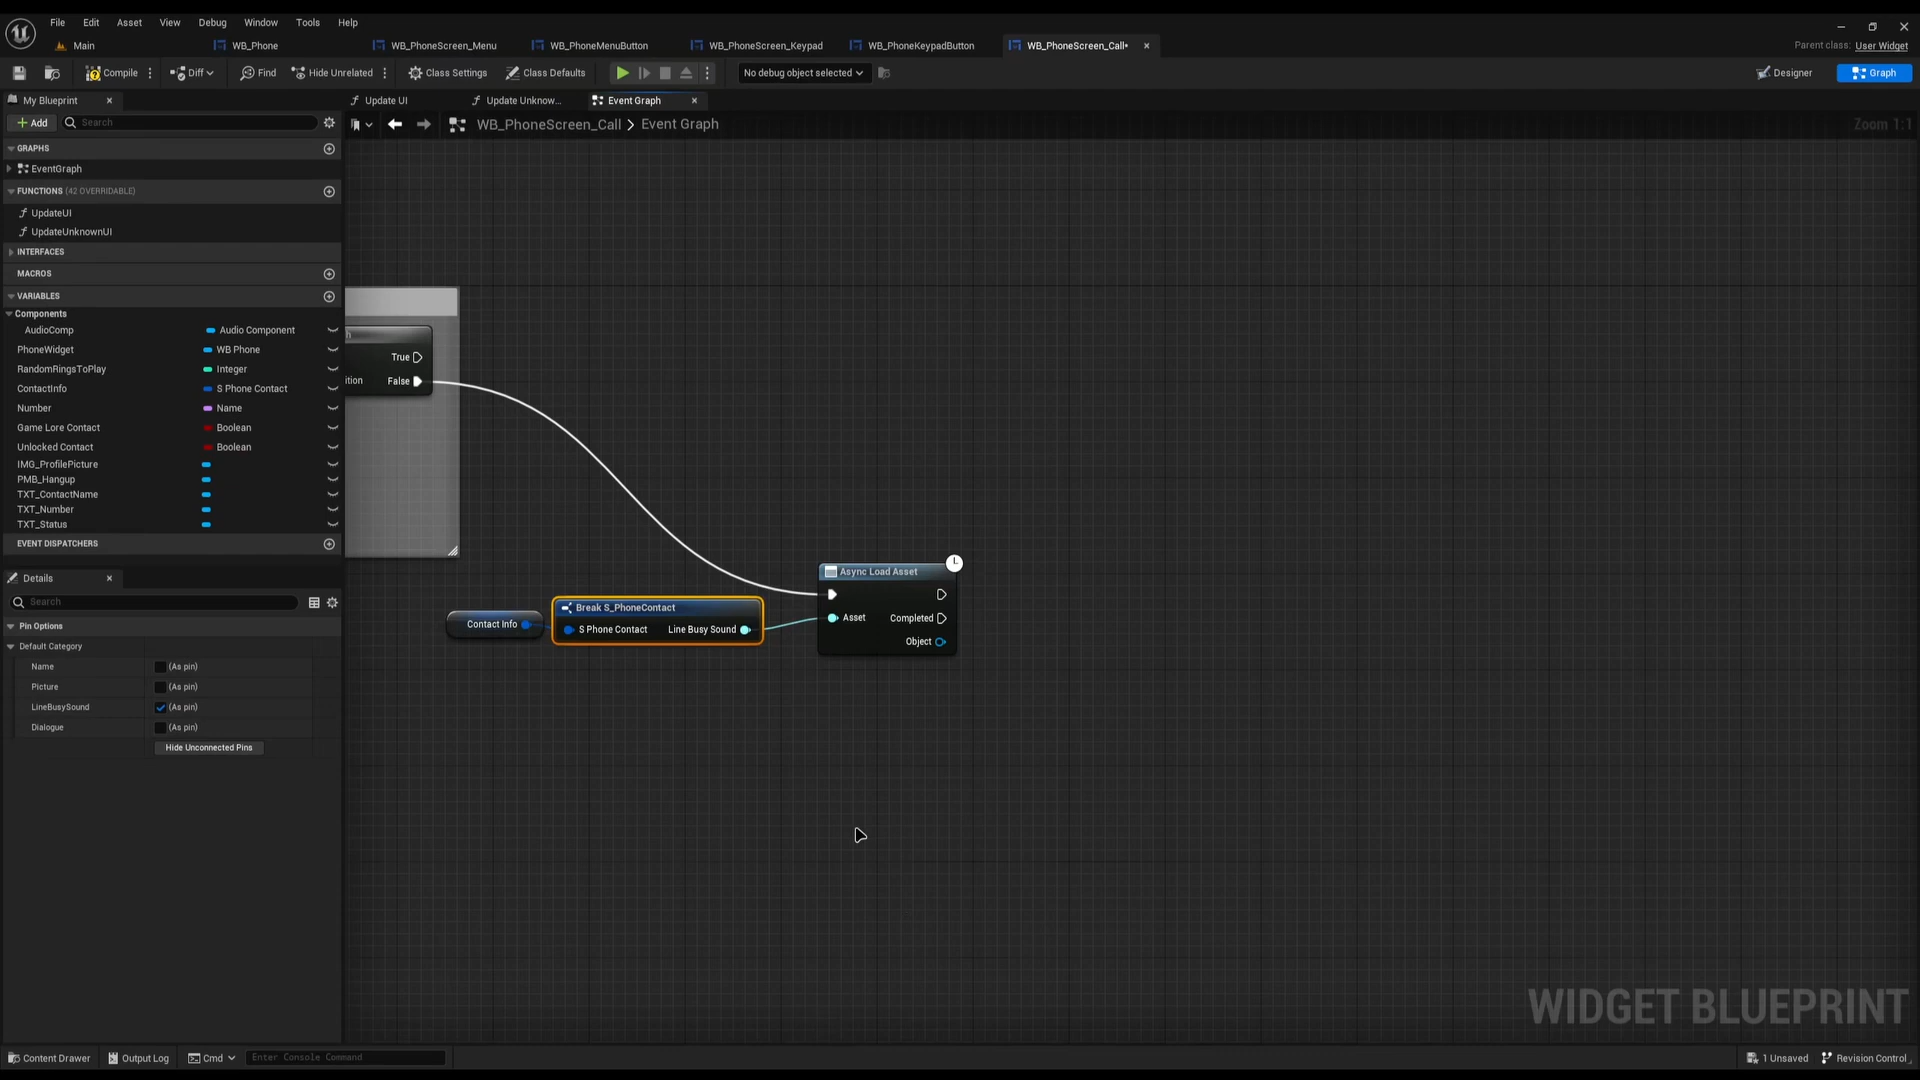 File Edit Asset View Debug Window Tools Help
Main WB_Phone WB_PhoneScreen_Menu WB_PhoneMenuButton WB_PhoneScreen_Keypad WB_PhoneKeypadButton WB_PhoneScreen_Call*
Parent class: User Widget
Compile Diff Find Hide Unrelated Class Settings Class Defaults No debug object selected Designer Graph
My Blueprint Update UI Update Unknow... Event Graph
Add Search WB_PhoneScreen_Call > Event Graph Zoom 1:1
GRAPHS
EventGraph
FUNCTIONS (42 OVERRIDABLE)
UpdateUI
UpdateUnknownUI
INTERFACES
MACROS
VARIABLES
Components
AudioComp Audio Component
PhoneWidget WB Phone
RandomRingsToPlay Integer
ContactInfo S Phone Contact
Number Name
Game Lore Contact Boolean
Unlocked Contact Boolean
IMG_ProfilePicture
PMB_Hangup
TXT_ContactName
TXT_Number
TXT_Status
EVENT DISPATCHERS
Details
Search
Pin Options
Default Category
Name (As pin)
Picture (As pin)
LineBusySound (As pin)
Dialogue (As pin)
Hide Unconnected Pins
h
True
ition False
Contact Info
Break S_PhoneContact
S Phone Contact Line Busy Sound
Async Load Asset
Asset Completed
Object
WIDGET BLUEPRINT
Content Drawer Output Log Cmd Enter Console Command 1 Unsaved Revision Control